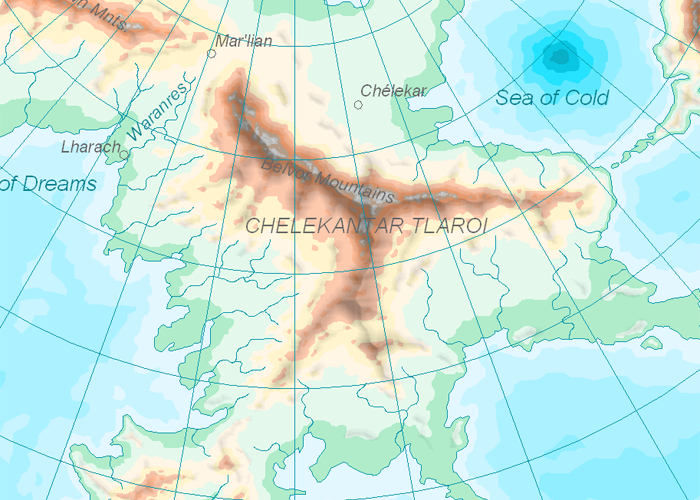 Mnts.
Mar'lian
Chélekar
Sea of Cold
Waranres
Lharach
of Dreams
Belvos Mountains
CHELEKANTAR TLAROI